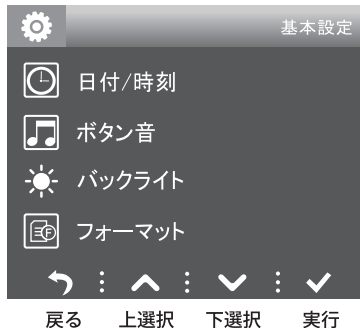 基本設定
日付/時刻
ボタン音
バックライト
フォーマット
戻る 上選択 下選択 実行